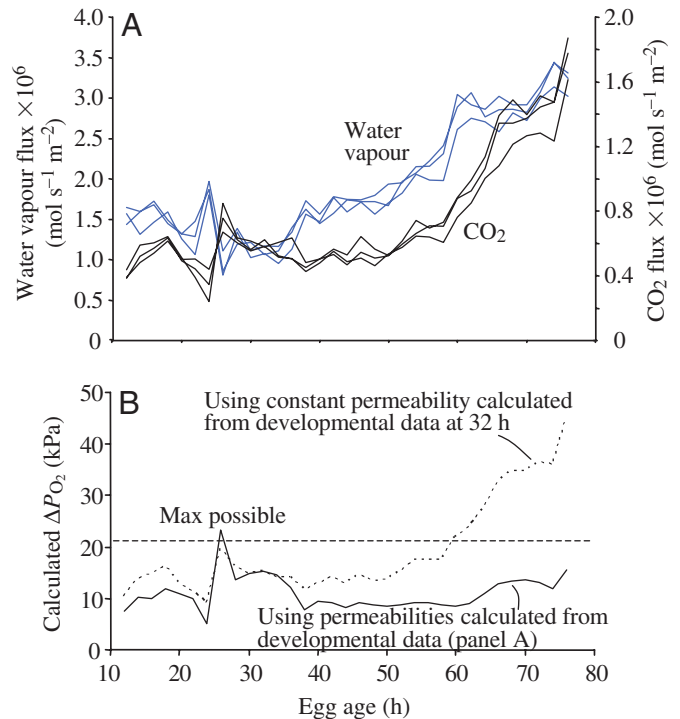 A
4.0
3.5
3.0
2.5
2.0
1.5
1.0
0.5
0
Water vapour flux ×10⁶
(mol s⁻¹ m⁻²)
Water
vapour
CO₂
2.0
1.6
1.2
0.8
0.4
0
CO₂ flux ×10⁶ (mol s⁻¹ m⁻²)
B
50
40
30
20
10
0
Calculated ΔP_O₂ (kPa)
Using constant permeability calculated
from developmental data at 32 h
Max possible
Using permeabilities calculated from
developmental data (panel A)
10 20 30 40 50 60 70 80
Egg age (h)